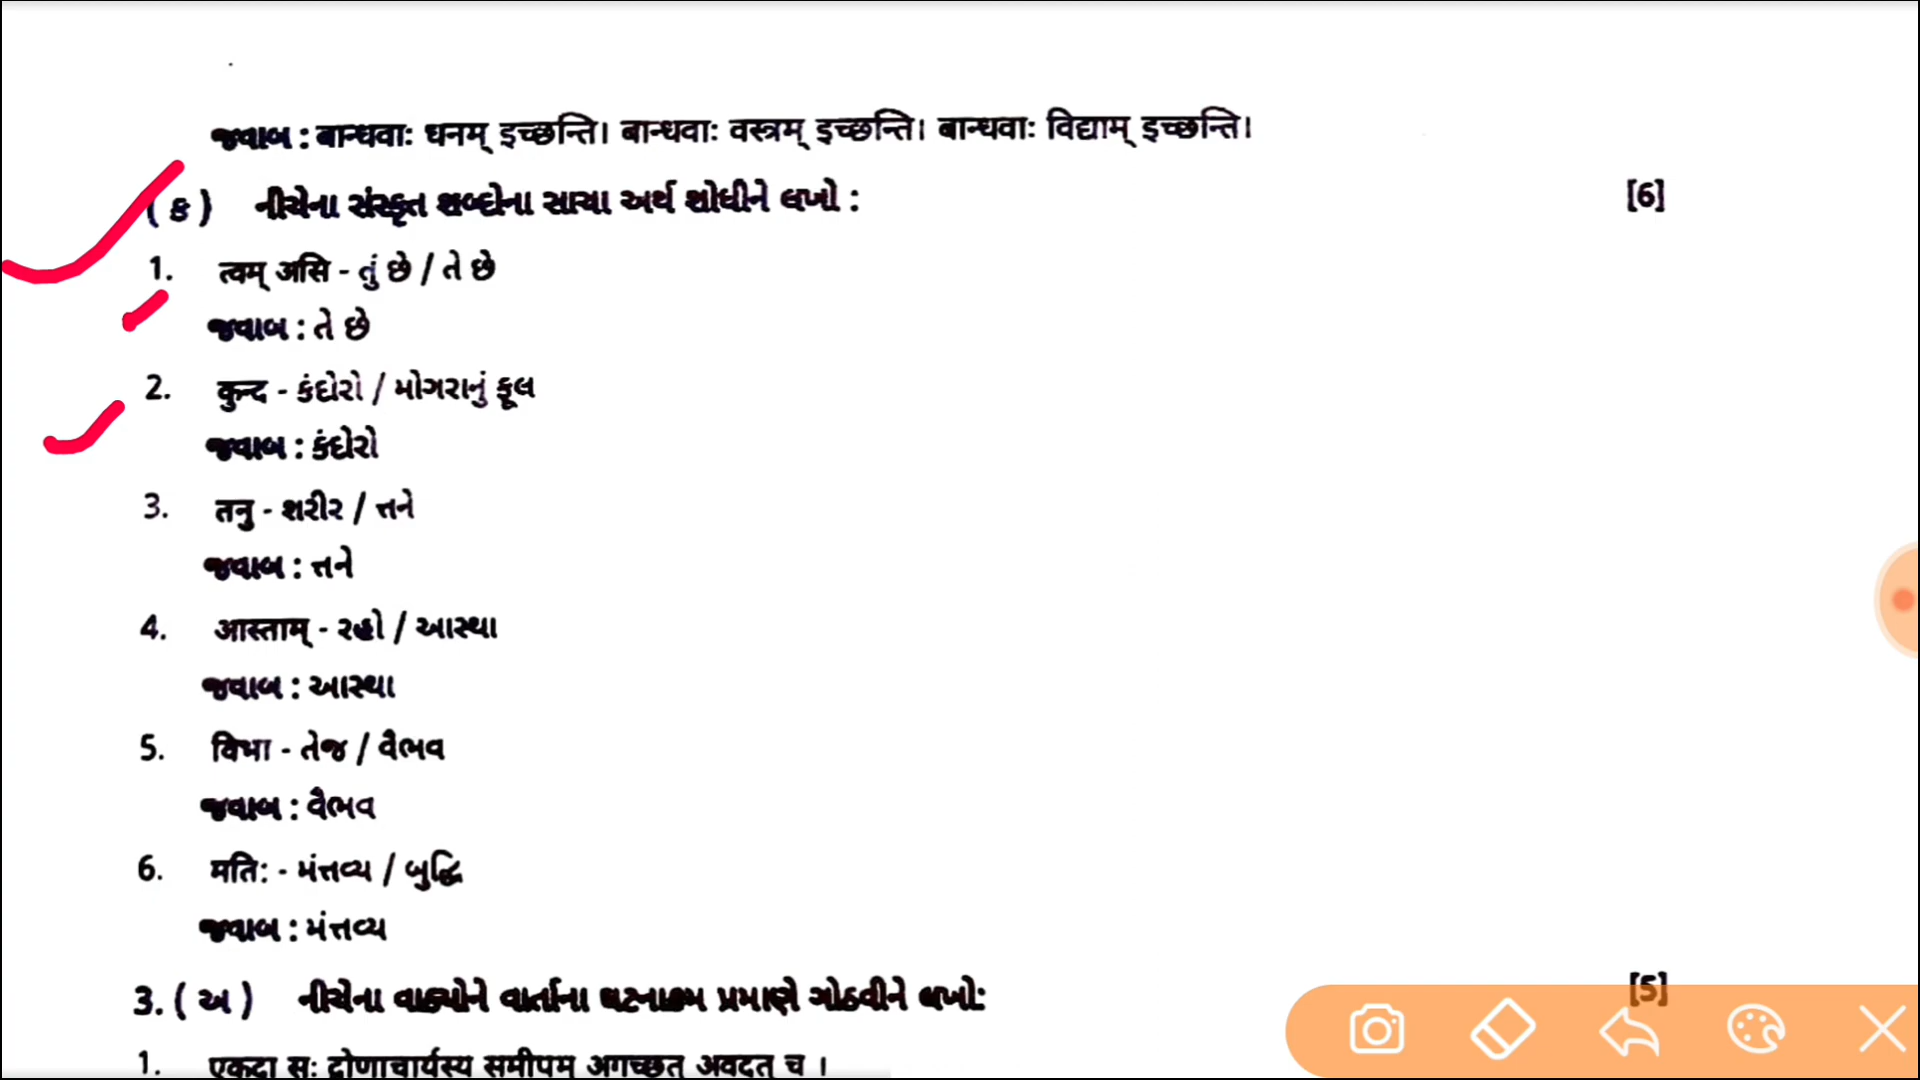 જવાબ : बान्धवाः धनम् इच्छन्ति। बान्धवाः वस्त्रम् इच्छन्ति। बान्धवाः विद्याम् इच्छन्ति।
( ક ) નીચેના સંસ્કૃત શબ્દોના સાચા અર્થ શોધીને લખો : [6]
1. त्वम् असि - તું છે / તે છે
જવાબ : તે છે
2. कुन्द - કંદોરો / મોગરાનું ફૂલ
જવાબ : કંદોરો
3. तनु - શરીર / ત્તને
જવાબ : ત્તને
4. आस्ताम् - રહો / આસ્થા
જવાબ : આસ્થા
5. विभा - તેજ / વૈભવ
જવાબ : વૈભવ
6. मति: - મંત્તવ્ય / બુદ્ધિ
જવાબ : મંત્તવ્ય
3. ( અ ) નીચેના વાક્યોને વાર્તાના ઘટનાક્રમ પ્રમાણે ગોઠવીને લખો: [5]
1. एकदा सः द्रोणाचार्यस्य समीपम् अगच्छत् अवदत् च ।